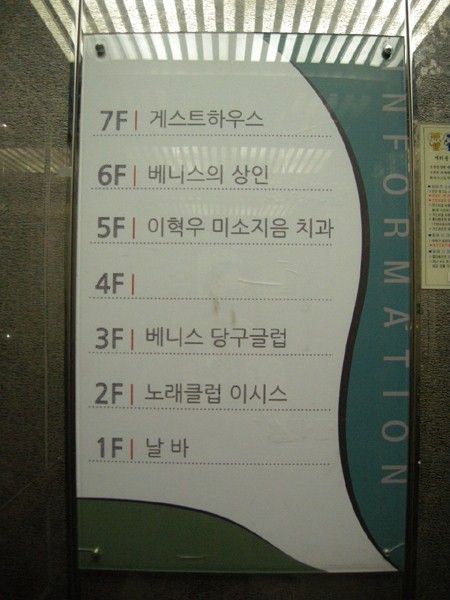 7F | 게스트하우스
6F | 베니스의 상인
5F | 이혁우 미소지음 치과
4F |
3F | 베니스 당구클럽
2F | 노래클럽 이시스
1F | 날 바
INFORMATION